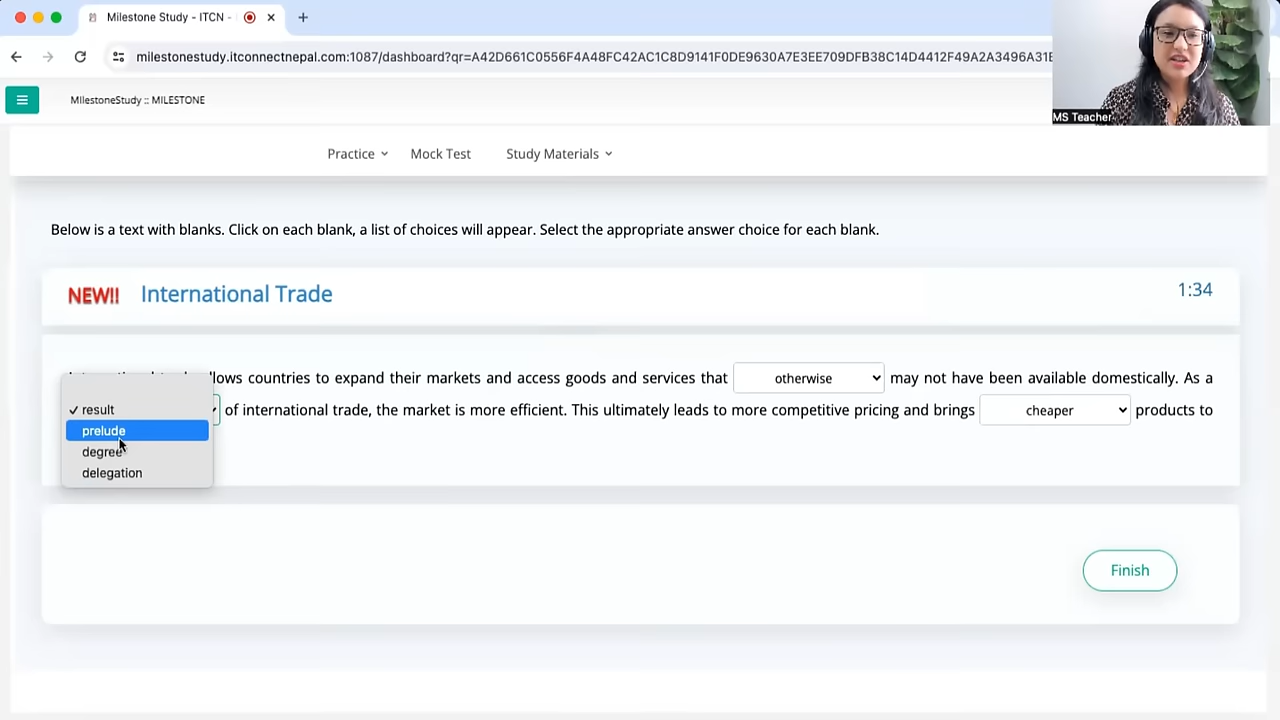 Milestone Study - ITCN -
milestonestudy.itconnectnepal.com:1087/dashboard?qr=A42D661C0556F4A48FC42AC1C8D9141F0DE9630A7E3EE709DFB38C14D4412F49A2A3496A31E
MilestoneStudy :: MILESTONE
MS Teacher
Practice Mock Test Study Materials
Below is a text with blanks. Click on each blank, a list of choices will appear. Select the appropriate answer choice for each blank.
NEW!! International Trade 1:34
allows countries to expand their markets and access goods and services that otherwise may not have been available domestically. As a
✓ result of international trade, the market is more efficient. This ultimately leads to more competitive pricing and brings cheaper products to
prelude
degree
delegation
Finish